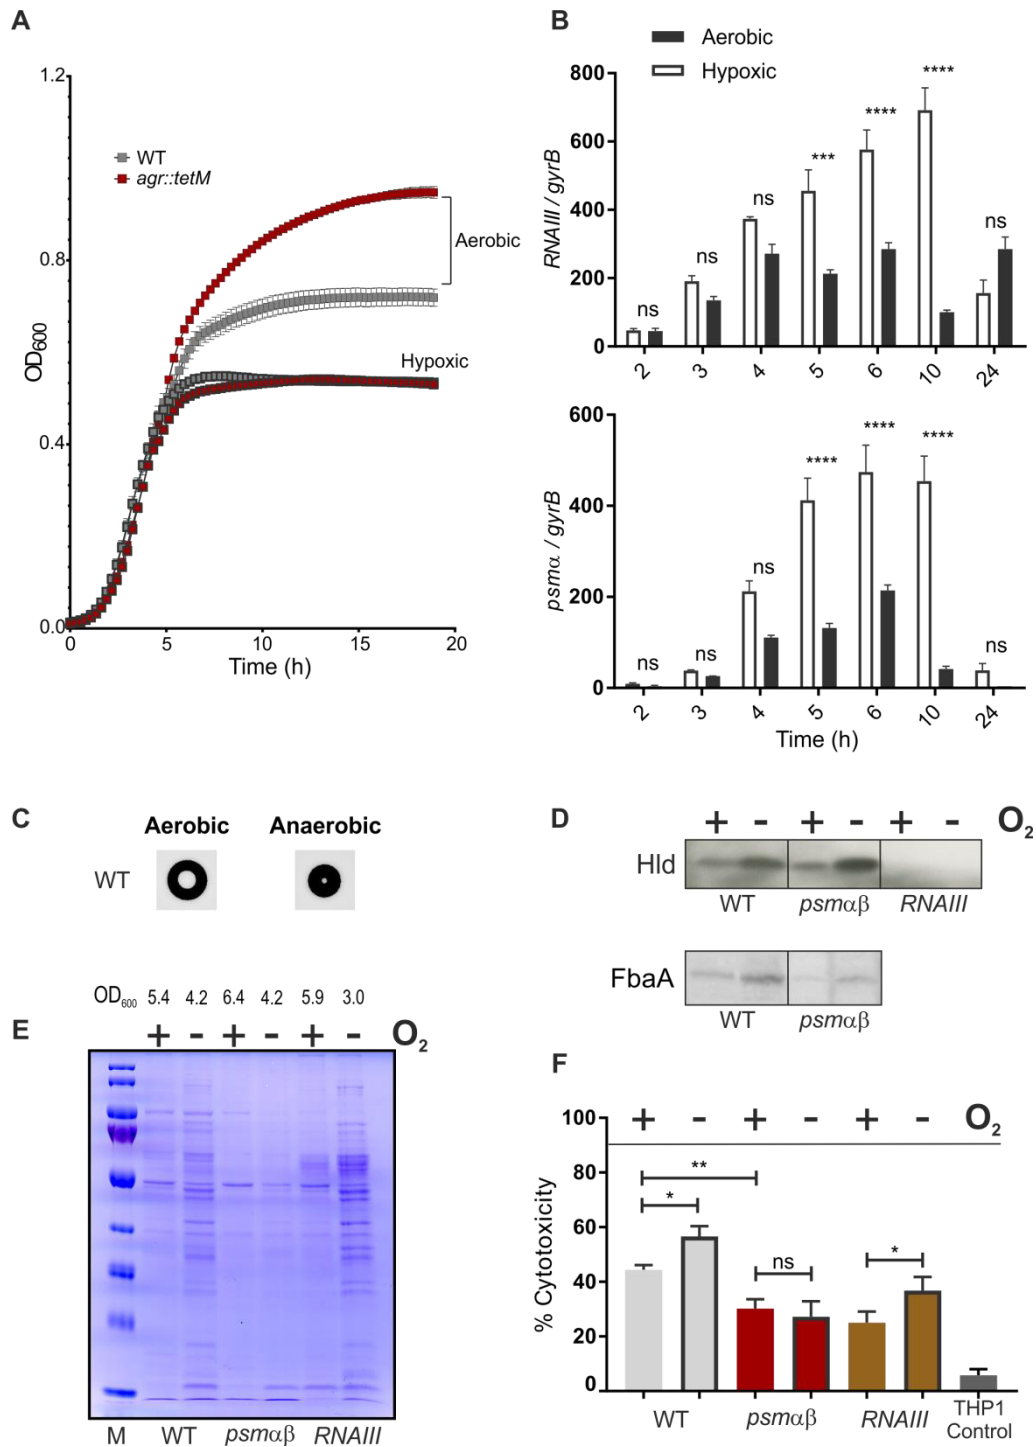 A
1.2
WT
agr::tetM
Aerobic
0.8
Hypoxic
OD600
0.4
0.0
0 5 10 15 20
Time (h)
B
Aerobic
Hypoxic
800
600
400
200
0
RNAIII / gyrB
ns ns ns *** **** ****
2 3 4 5 6 10 24
600
400
200
0
psmα / gyrB
ns ns ns **** **** **** ns
2 3 4 5 6 10 24
Time (h)
C
Aerobic Anaerobic
WT
D
+ - + - + - O2
Hld
WT psmαβ RNAIII
FbaA
WT psmαβ
OD600 5.4 4.2 6.4 4.2 5.9 3.0
E
+ - + - + - O2
M WT psmαβ RNAIII
F
+ - + - + - O2
100
80
60
40
20
0
% Cytotoxicity
**
*
ns
*
WT psmαβ RNAIII THP1
Control